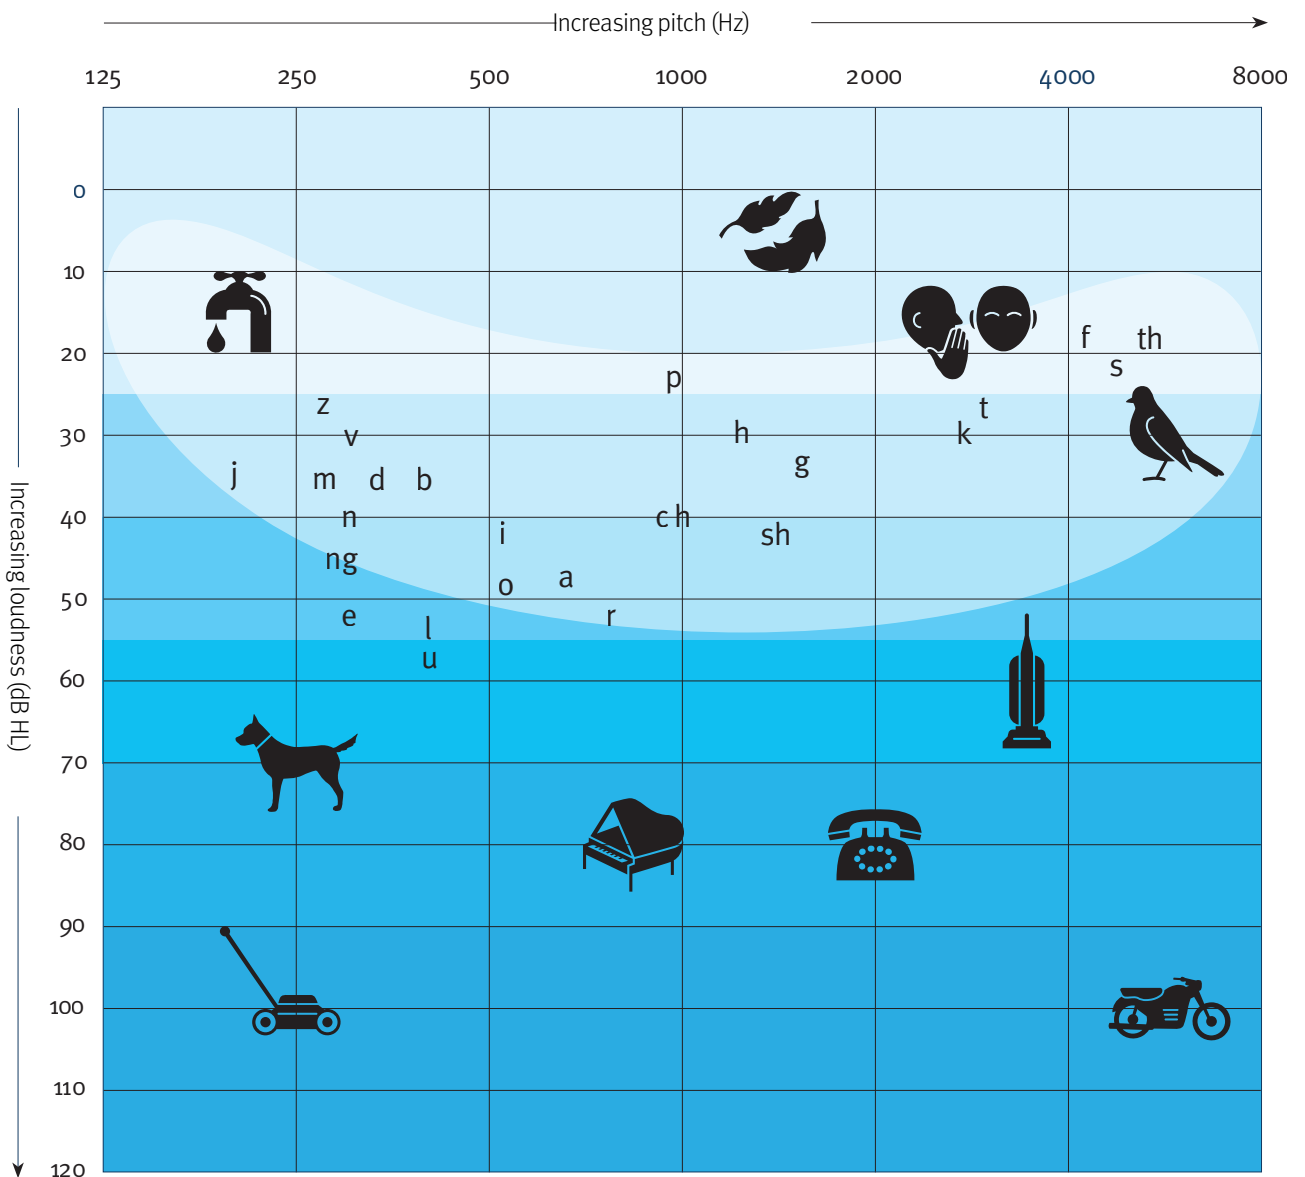 Increasing pitch (Hz)
125 250 500 1000 2000 4000 8000
Increasing loudness (dB HL)
0
10
f th
20
s
p
z t
h k
v
30
g
j m d b
40
n ch
i sh
ng
a
o
50
e r
l
u
60
70
80
90
100
110
120